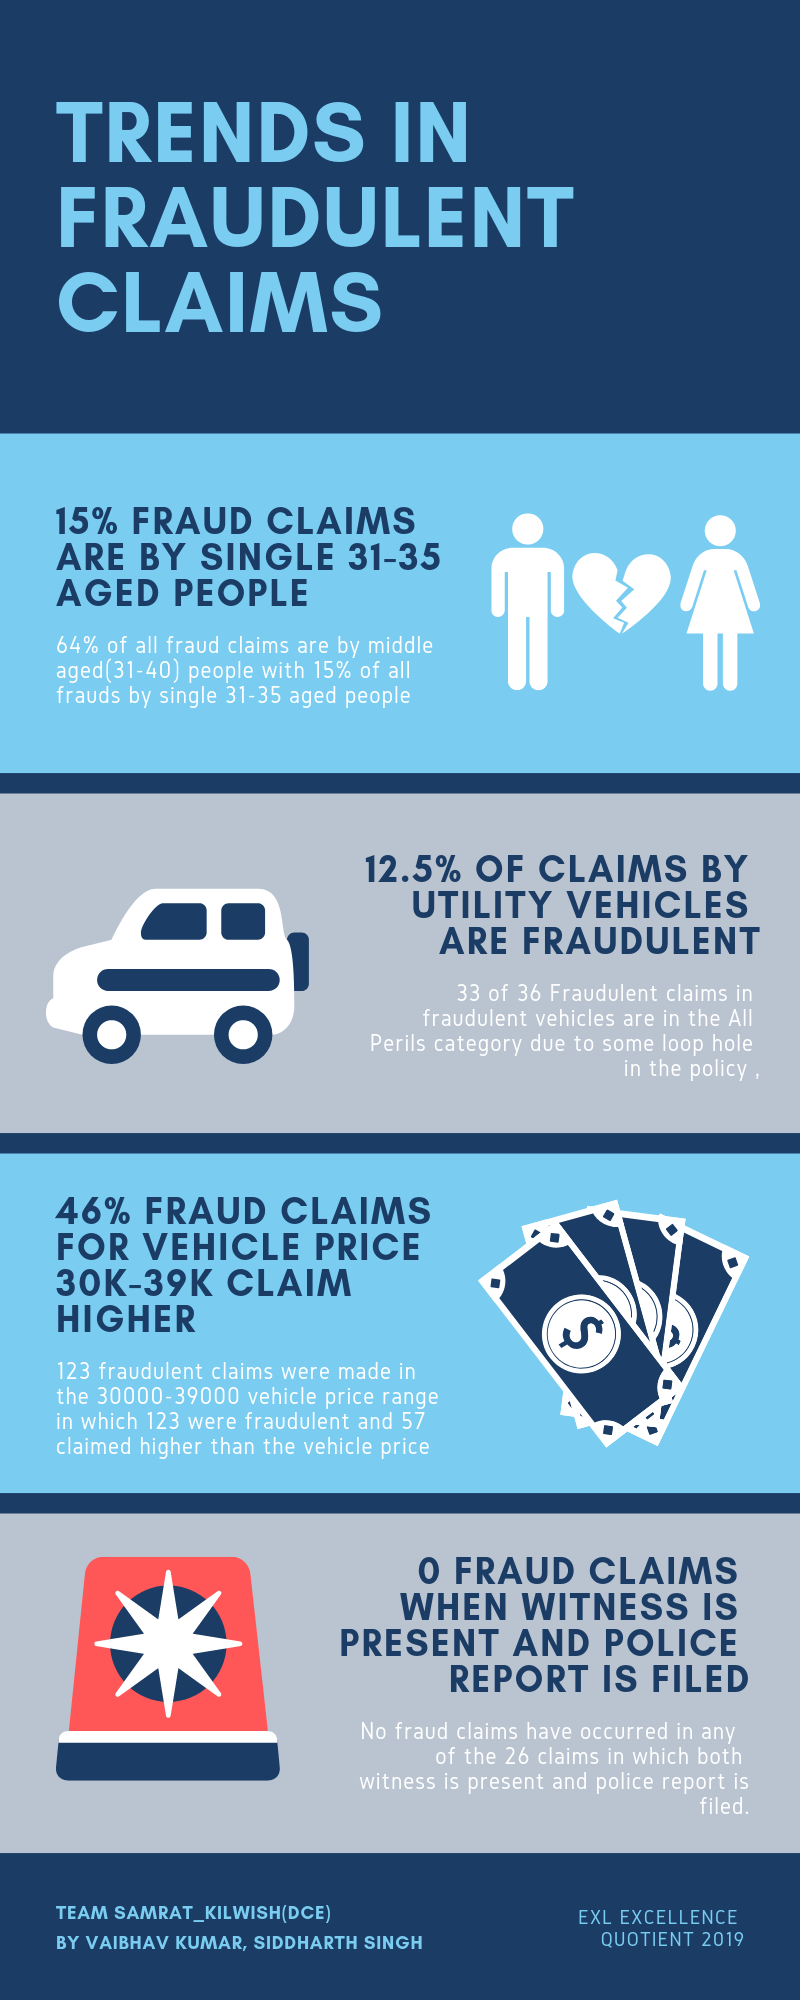 TRENDS IN
FRAUDULENT
CLAIMS
15% FRAUD CLAIMS
ARE BY SINGLE 31-35
AGED PEOPLE
64% of all fraud claims are by middle
aged(31-40) people with 15% of all
frauds by single 31-35 aged people
12.5% OF CLAIMS BY
UTILITY VEHICLES
ARE FRAUDULENT
33 of 36 Fraudulent claims in
fraudulent vehicles are in the All
Perils category due to some loop hole
in the policy ,
46% FRAUD CLAIMS
FOR VEHICLE PRICE
30K-39K CLAIM
HIGHER
123 fraudulent claims were made in
the 30000-39000 vehicle price range
in which 123 were fraudulent and 57
claimed higher than the vehicle price
$
0 FRAUD CLAIMS
WHEN WITNESS IS
PRESENT AND POLICE
REPORT IS FILED
No fraud claims have occurred in any
of the 26 claims in which both
witness is present and police report is
filed.
TEAM SAMRAT_KILWISH(DCE)
BY VAIBHAV KUMAR, SIDDHARTH SINGH
EXL EXCELLENCE
QUOTIENT 2019